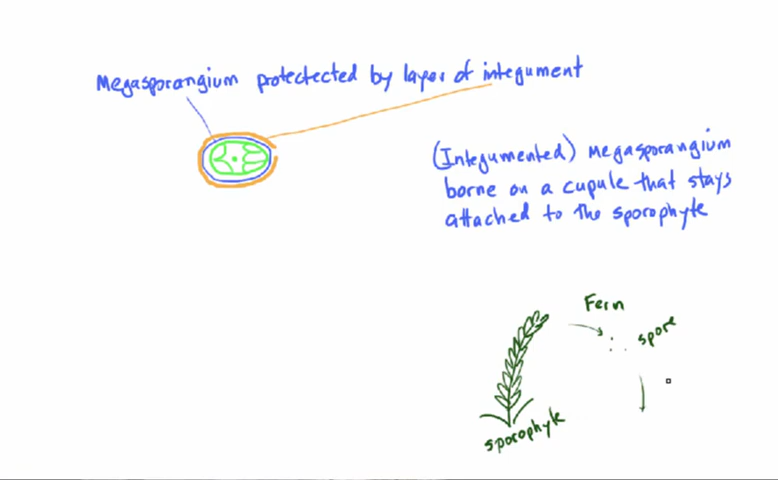 Megasporangium protectected by layer of integument
(Integumented) Megasporangium
borne on a cupule that stays
attached to the sporophyte
Fern
spore
sporophyte